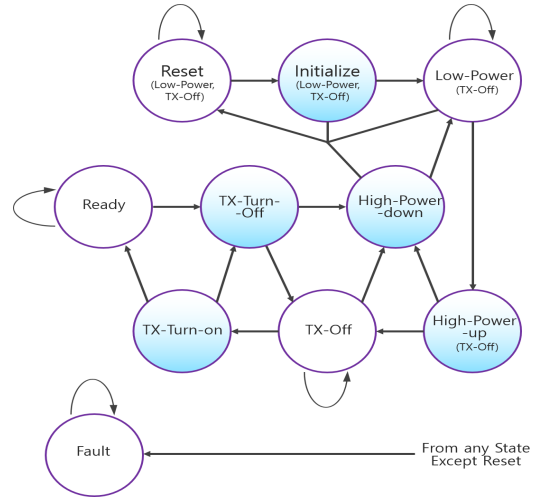 Reset
(Low-Power,
TX-Off)
Initialize
(Low-Power,
TX-Off)
Low-Power
(TX-Off)
Ready
TX-Turn-
-Off
High-Power
-down
TX-Turn-on
TX-Off
High-Power
-up
(TX-Off)
Fault
From any State
Except Reset